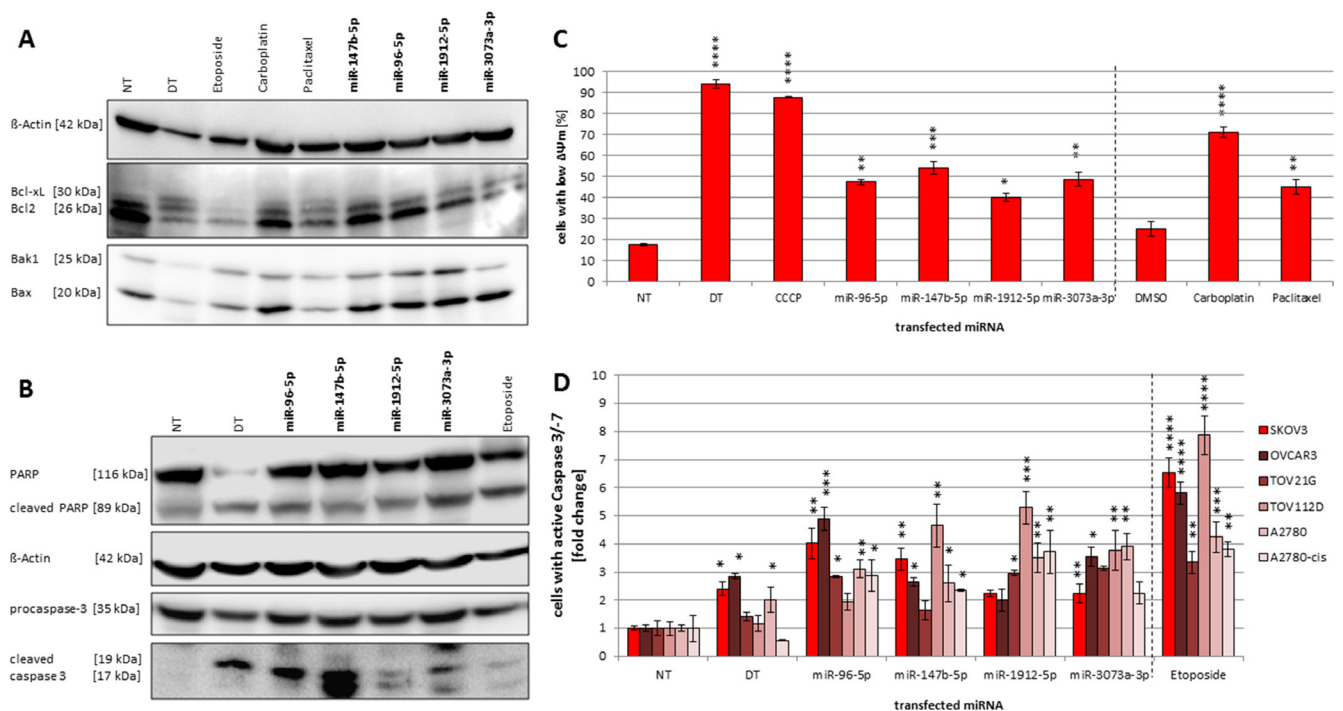 A
NT
DT
Etoposide
Carboplatin
Paclitaxel
miR-147b-5p
miR-96-5p
miR-1912-5p
miR-3073a-3p
ß-Actin [42 kDa]
Bcl-xL [30 kDa]
Bcl2 [26 kDa]
Bak1 [25 kDa]
Bax [20 kDa]
B
NT
DT
miR-96-5p
miR-147b-5p
miR-1912-5p
miR-3073a-3p
Etoposide
PARP [116 kDa]
cleaved PARP [89 kDa]
ß-Actin [42 kDa]
procaspase-3 [35 kDa]
cleaved [19 kDa]
caspase 3 [17 kDa]
C
cells with low ΔΨm [%]
100
90
80
70
60
50
40
30
20
10
0
**** **** ** *** * ** **** **
NT DT CCCP miR-96-5p miR-147b-5p miR-1912-5p miR-3073a-3p DMSO Carboplatin Paclitaxel
transfected miRNA
D
cells with active Caspase 3/-7
[fold change]
10
9
8
7
6
5
4
3
2
1
0
* * * ** *** * ** * ** * ** * * * *** ** ** ** * ** ** **** **** ** **** *** **
NT DT miR-96-5p miR-147b-5p miR-1912-5p miR-3073a-3p Etoposide
transfected miRNA
SKOV3
OVCAR3
TOV21G
TOV112D
A2780
A2780-cis